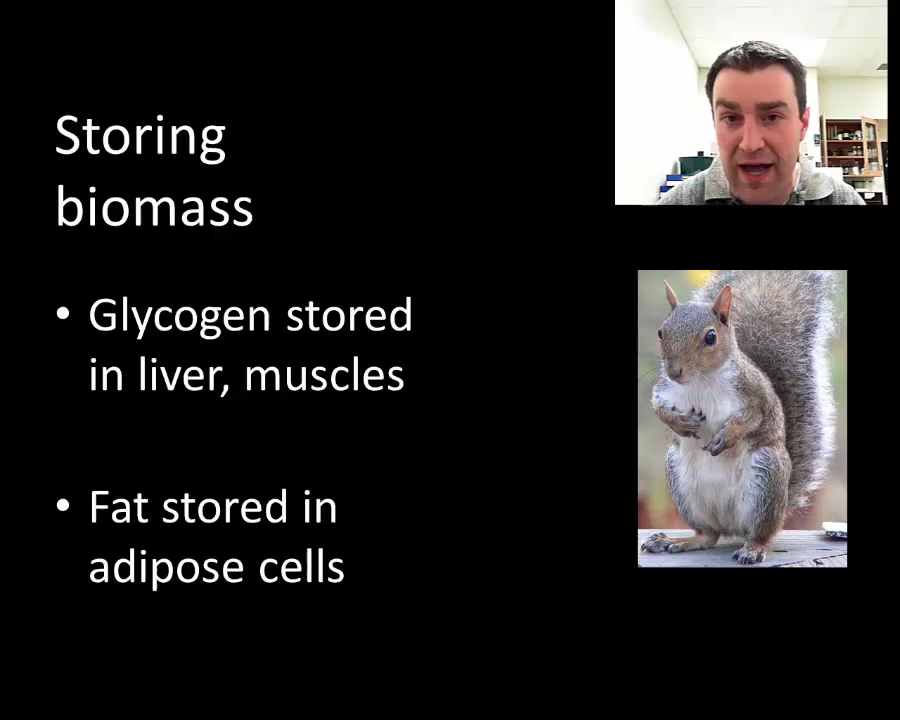 Storing
biomass
• Glycogen stored
in liver, muscles
• Fat stored in
adipose cells